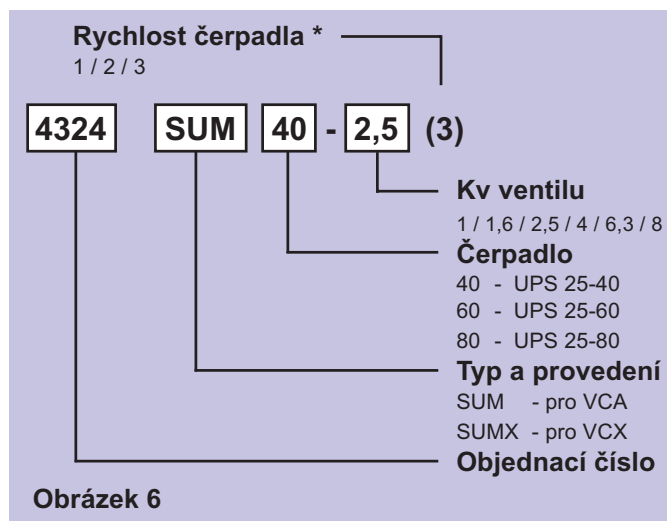 Rychlost čerpadla *
1 / 2 / 3
4324 SUM 40 - 2,5 (3)
Kv ventilu
1 / 1,6 / 2,5 / 4 / 6,3 / 8
Čerpadlo
40 - UPS 25-40
60 - UPS 25-60
80 - UPS 25-80
Typ a provedení
SUM - pro VCA
SUMX - pro VCX
Objednací číslo
Obrázek 6